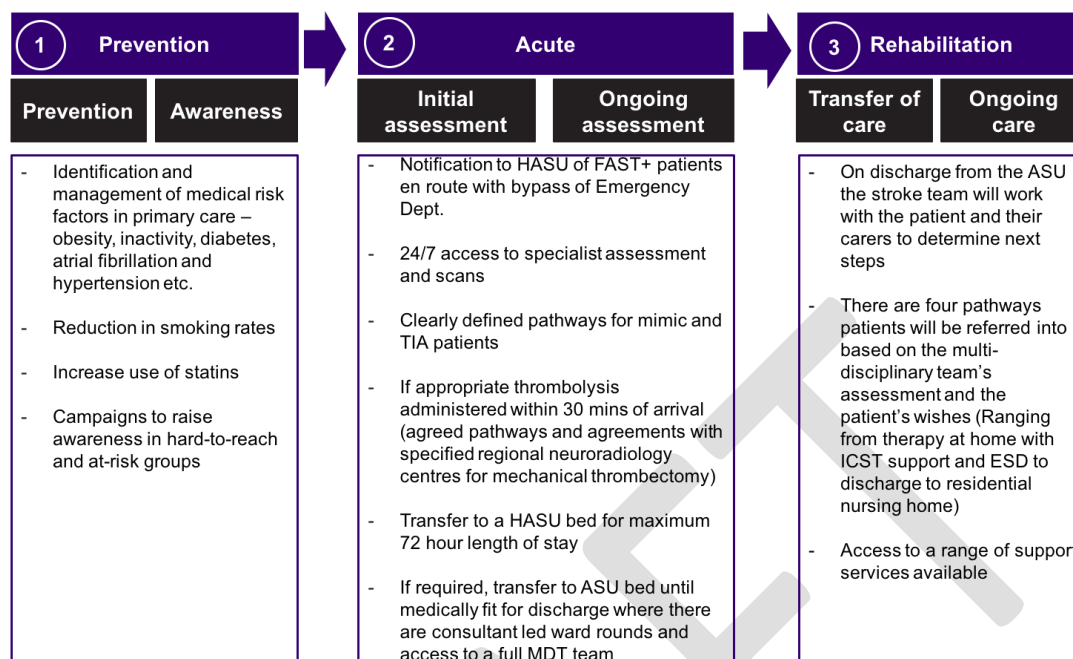 1 Prevention
Prevention
Awareness
- Identification and
management of medical risk
factors in primary care –
obesity, inactivity, diabetes,
atrial fibrillation and
hypertension etc.
- Reduction in smoking rates
- Increase use of statins
- Campaigns to raise
awareness in hard-to-reach
and at-risk groups
2 Acute
Initial
assessment
Ongoing
assessment
- Notification to HASU of FAST+ patients
en route with bypass of Emergency
Dept.
- 24/7 access to specialist assessment
and scans
- Clearly defined pathways for mimic and
TIA patients
- If appropriate thrombolysis
administered within 30 mins of arrival
(agreed pathways and agreements with
specified regional neuroradiology
centres for mechanical thrombectomy)
- Transfer to a HASU bed for maximum
72 hour length of stay
- If required, transfer to ASU bed until
medically fit for discharge where there
are consultant led ward rounds and
access to a full MDT team
3 Rehabilitation
Transfer of
care
Ongoing
care
- On discharge from the ASU
the stroke team will work
with the patient and their
carers to determine next
steps
- There are four pathways
patients will be referred into
based on the multi-
disciplinary team's
assessment and the
patient's wishes (Ranging
from therapy at home with
ICST support and ESD to
discharge to residential
nursing home)
- Access to a range of support
services available